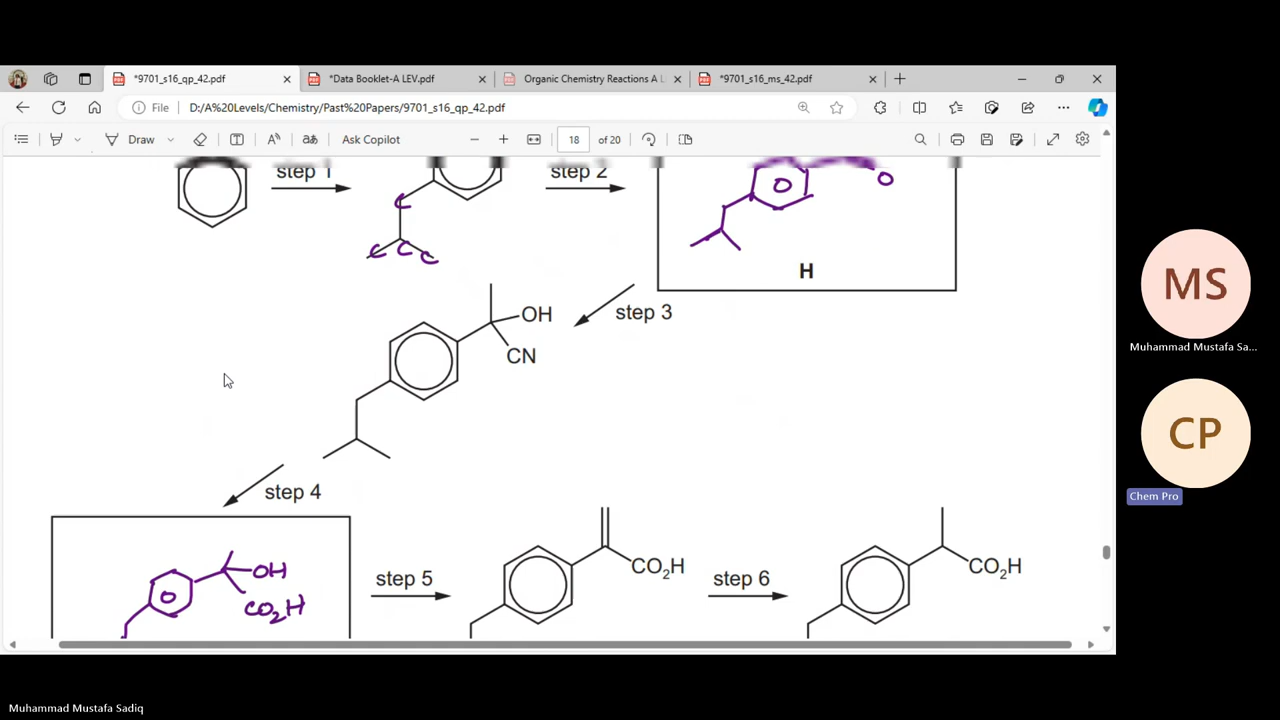 *9701_s16_qp_42.pdf
*Data Booklet-A LEV.pdf
Organic Chemistry Reactions A L
*9701_s16_ms_42.pdf
File
D:/A%20Levels/Chemistry/Past%20Papers/9701_s16_qp_42.pdf
Draw
Ask Copilot
18 of 20
step 1
step 2
O
O
C
C C C
H
step 3
OH
CN
step 4
OH
CO2H
O
step 5
CO2H
step 6
CO2H
MS
Muhammad Mustafa Sa...
CP
Chem Pro
Muhammad Mustafa Sadiq